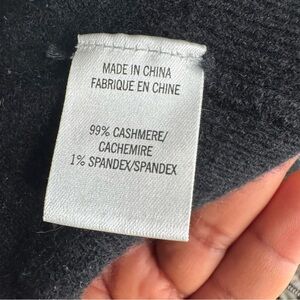 MADE IN CHINA
FABRIQUE EN CHINE
99% CASHMERE/
CACHEMIRE
1% SPANDEX/SPANDEX